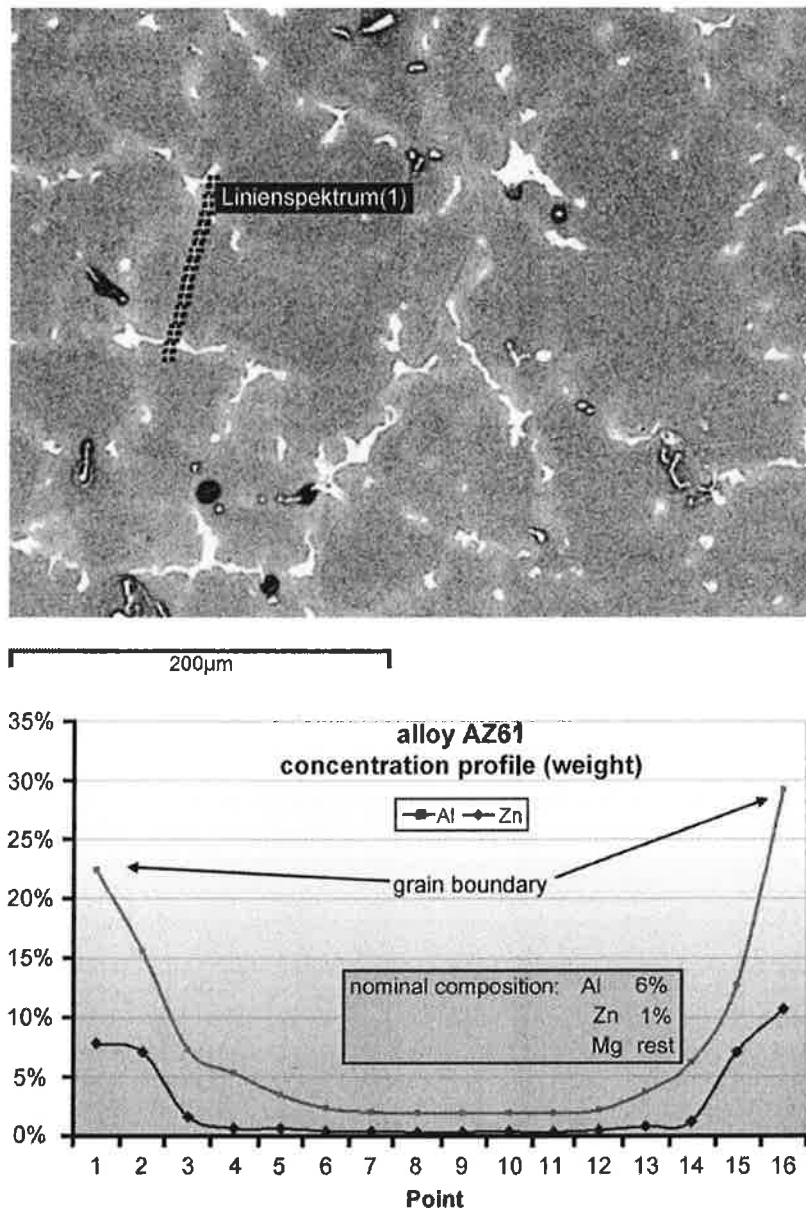 Linienspektrum(1)
200µm
alloy AZ61
concentration profile (weight)
Al Zn
grain boundary
nominal composition: Al 6%
Zn 1%
Mg rest
35%
30%
25%
20%
15%
10%
5%
0%
1 2 3 4 5 6 7 8 9 10 11 12 13 14 15 16
Point